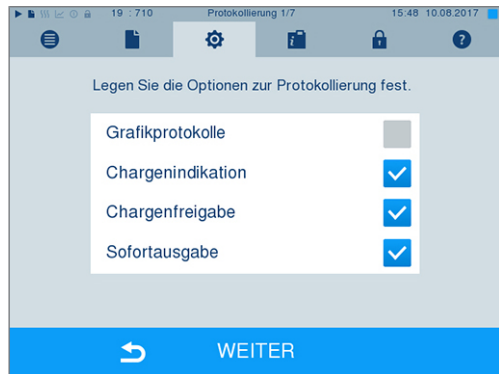 19 : 710 Protokollierung 1/7 15:48 10.08.2017
Legen Sie die Optionen zur Protokollierung fest.
Grafikprotokolle
Chargenindikation
Chargenfreigabe
Sofortausgabe
WEITER